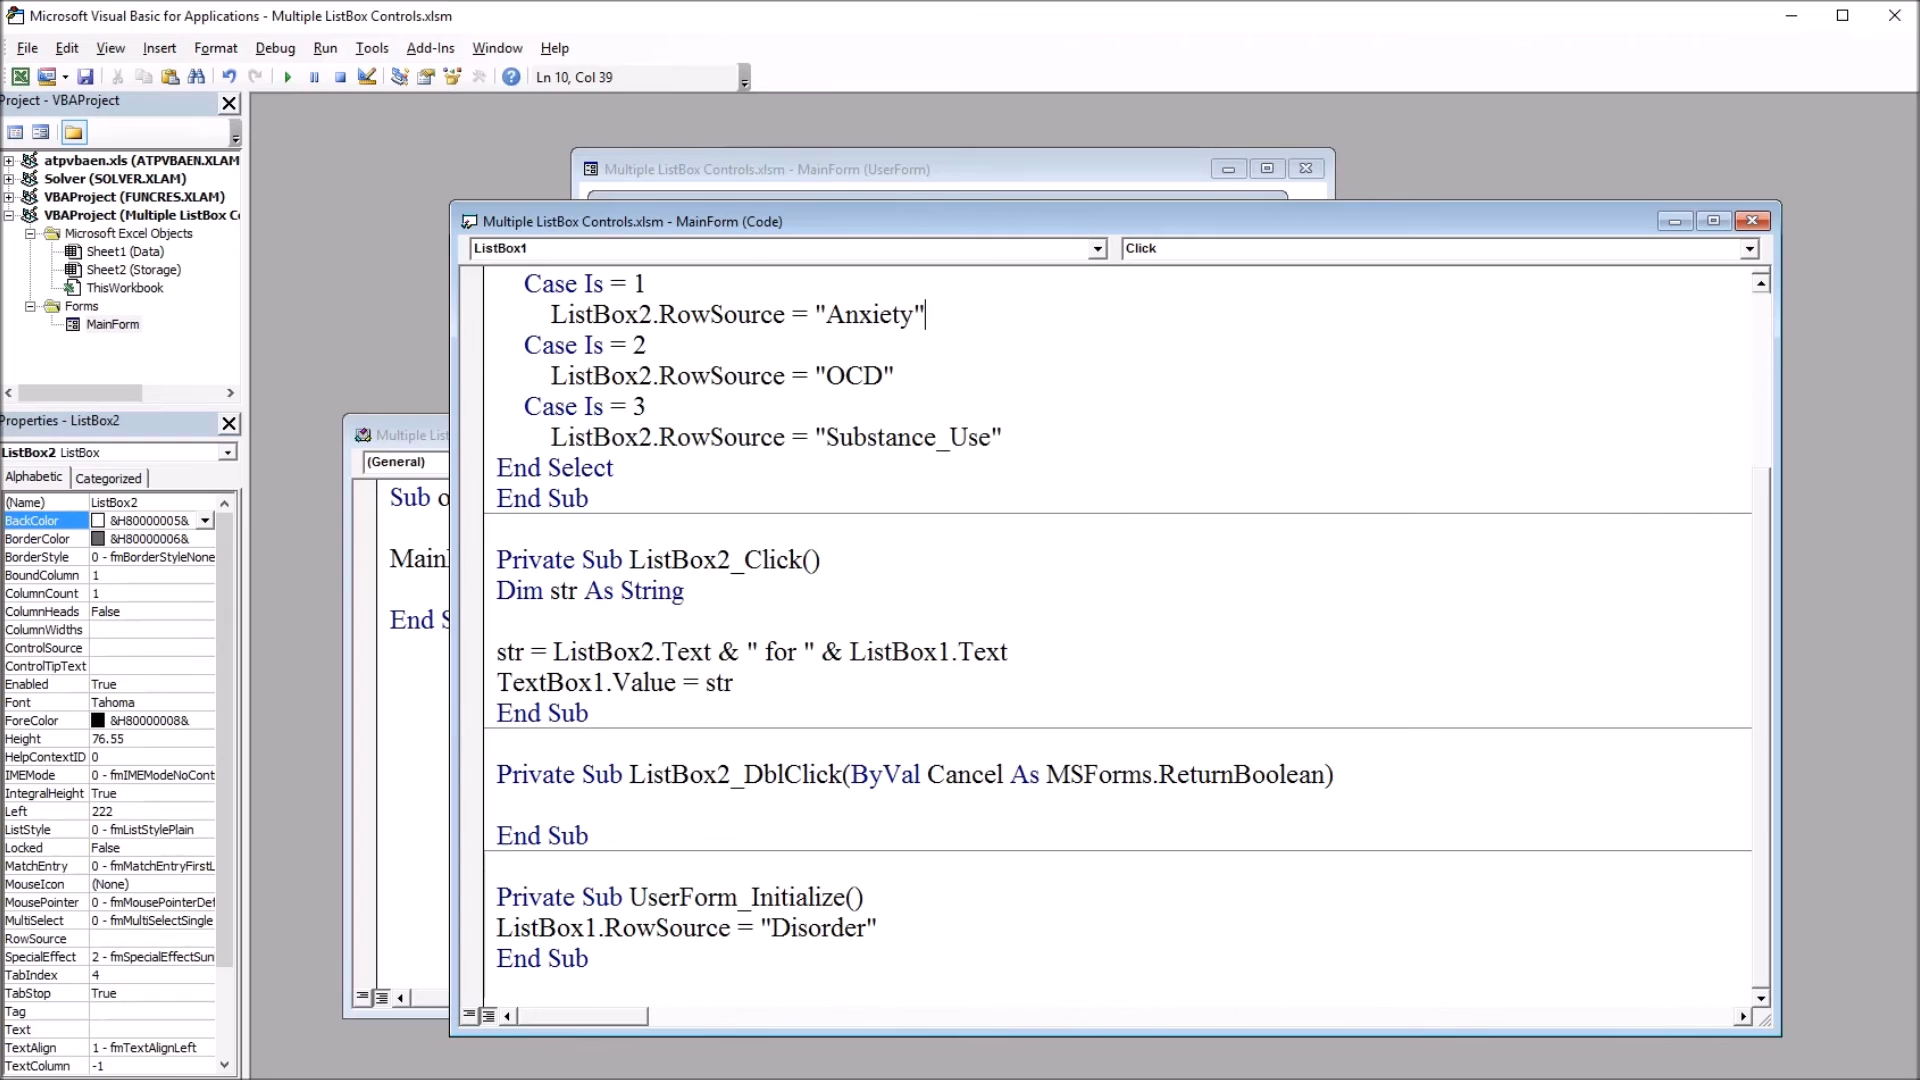 Microsoft Visual Basic for Applications - Multiple ListBox Controls.xlsm
File Edit View Insert Format Debug Run Tools Add-Ins Window Help
Ln 10, Col 39
Project - VBAProject
atpvbaen.xls (ATPVBAEN.XLAM
Solver (SOLVER.XLAM)
VBAProject (FUNCRES.XLAM)
VBAProject (Multiple ListBox Co
Microsoft Excel Objects
Sheet1 (Data)
Sheet2 (Storage)
ThisWorkbook
Forms
MainForm
Properties - ListBox2
ListBox2 ListBox
Alphabetic Categorized
(Name) ListBox2
BackColor &H80000005&
BorderColor &H80000006&
BorderStyle 0 - fmBorderStyleNone
BoundColumn 1
ColumnCount 1
ColumnHeads False
ColumnWidths
ControlSource
ControlTipText
Enabled True
Font Tahoma
ForeColor &H80000008&
Height 76.55
HelpContextID 0
IMEMode 0 - fmIMEModeNoCont
IntegralHeight True
Left 222
ListStyle 0 - fmListStylePlain
Locked False
MatchEntry 0 - fmMatchEntryFirstL
MouseIcon (None)
MousePointer 0 - fmMousePointerDef
MultiSelect 0 - fmMultiSelectSingle
RowSource
SpecialEffect 2 - fmSpecialEffectSun
TabIndex 4
TabStop True
Tag
Text
TextAlign 1 - fmTextAlignLeft
TextColumn -1
Multiple ListBox Controls.xlsm - MainForm (UserForm)
Multiple List
(General)
Sub o
MainF
End S
Multiple ListBox Controls.xlsm - MainForm (Code)
ListBox1 Click
Case Is = 1
ListBox2.RowSource = "Anxiety"
Case Is = 2
ListBox2.RowSource = "OCD"
Case Is = 3
ListBox2.RowSource = "Substance_Use"
End Select
End Sub
Private Sub ListBox2_Click()
Dim str As String
str = ListBox2.Text & " for " & ListBox1.Text
TextBox1.Value = str
End Sub
Private Sub ListBox2_DblClick(ByVal Cancel As MSForms.ReturnBoolean)
End Sub
Private Sub UserForm_Initialize()
ListBox1.RowSource = "Disorder"
End Sub